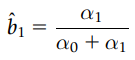 b̂₁ = α₁ / (α₀ + α₁)